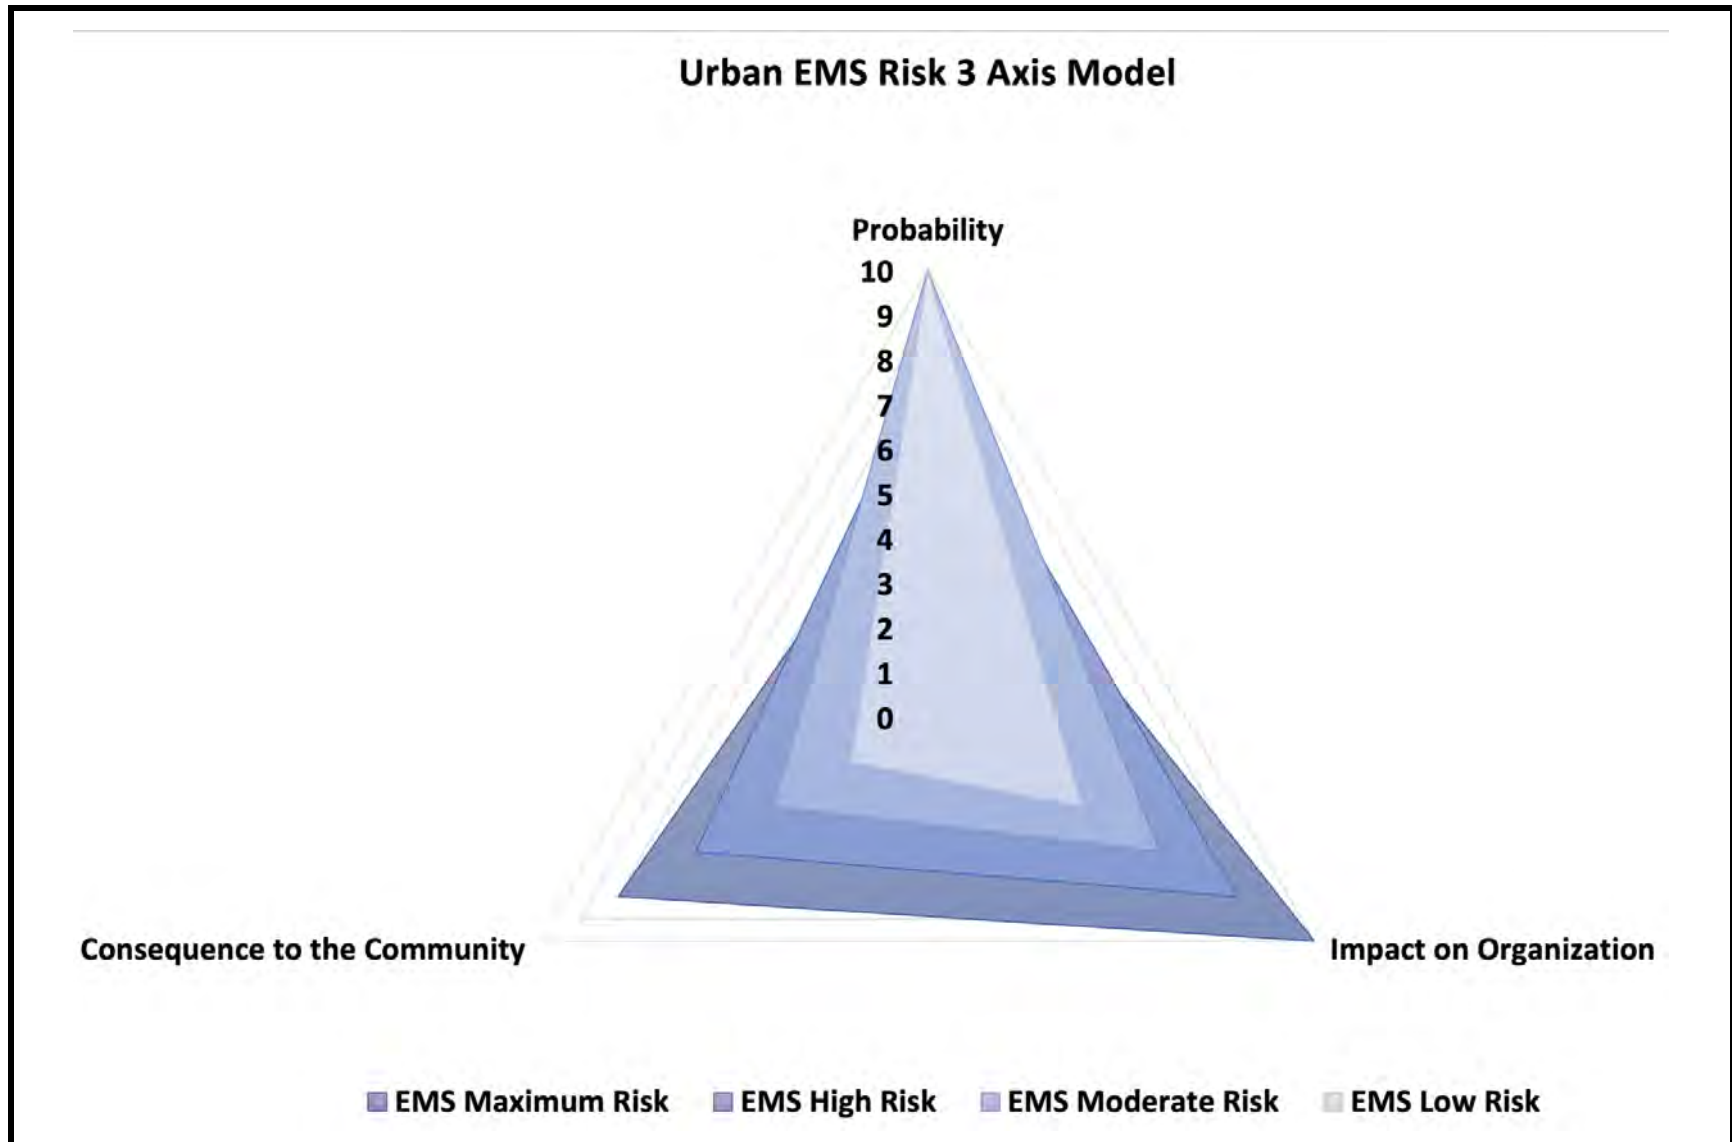 Urban EMS Risk 3 Axis Model
Probability
10
9
8
7
6
5
4
3
2
1
0
Consequence to the Community
Impact on Organization
EMS Maximum Risk
EMS High Risk
EMS Moderate Risk
EMS Low Risk